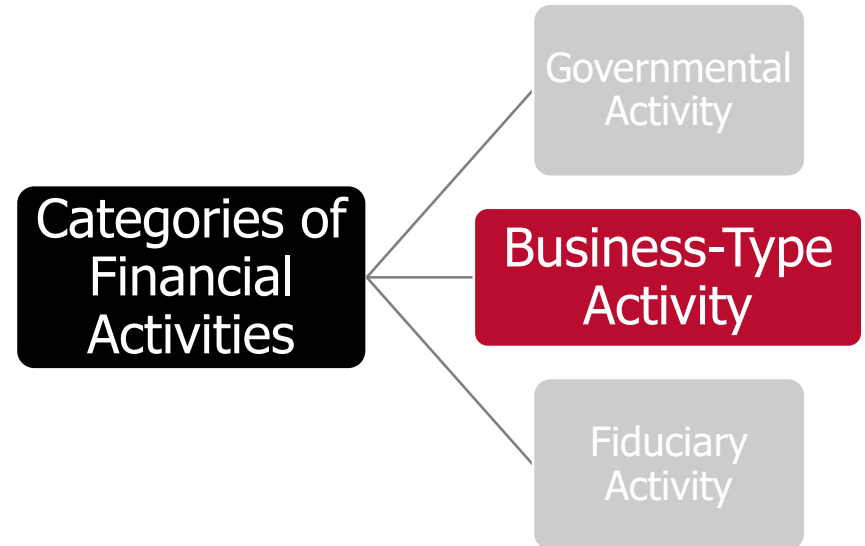 Governmental
Activity
Categories of
Financial
Activities
Business-Type
Activity
Fiduciary
Activity